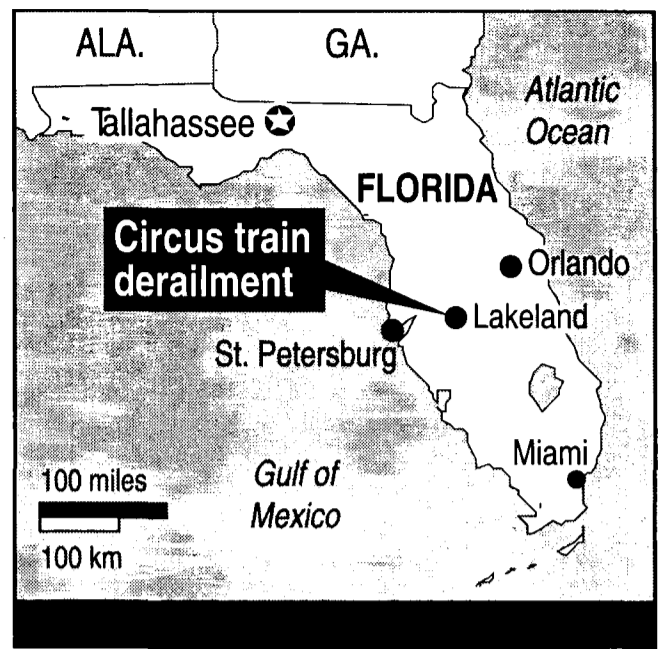 ALA.
GA.
Atlantic
Ocean
Tallahassee
FLORIDA
Circus train
derailment
Orlando
Lakeland
St. Petersburg
Miami
100 miles
100 km
Gulf of
Mexico